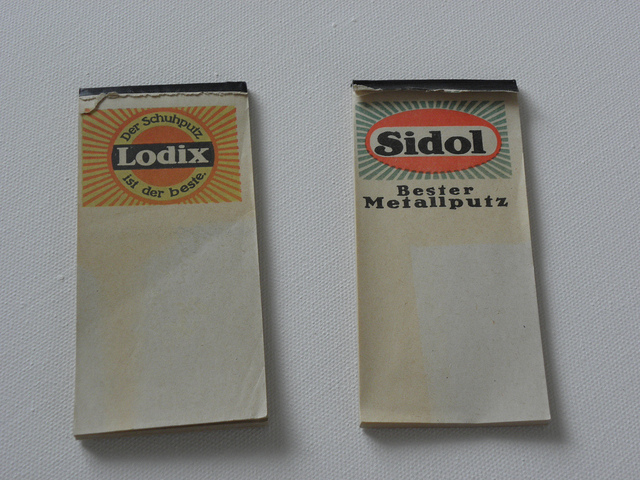 Der Schuhputz
Lodix
ist der beste.
Sidol
Bester
Metallputz